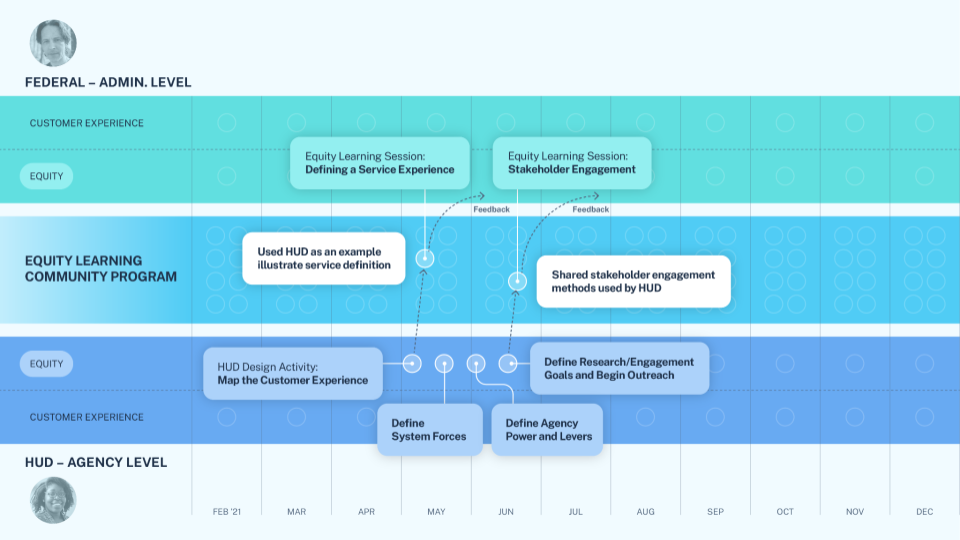 FEDERAL – ADMIN. LEVEL
CUSTOMER EXPERIENCE
Equity Learning Session:
Defining a Service Experience
Equity Learning Session:
Stakeholder Engagement
EQUITY
Feedback
Feedback
EQUITY LEARNING
COMMUNITY PROGRAM
Used HUD as an example
illustrate service definition
Shared stakeholder engagement
methods used by HUD
EQUITY
HUD Design Activity:
Map the Customer Experience
Define Research/Engagement
Goals and Begin Outreach
CUSTOMER EXPERIENCE
Define
System Forces
Define Agency
Power and Levers
HUD – AGENCY LEVEL
FEB '21
MAR
APR
MAY
JUN
JUL
AUG
SEP
OCT
NOV
DEC